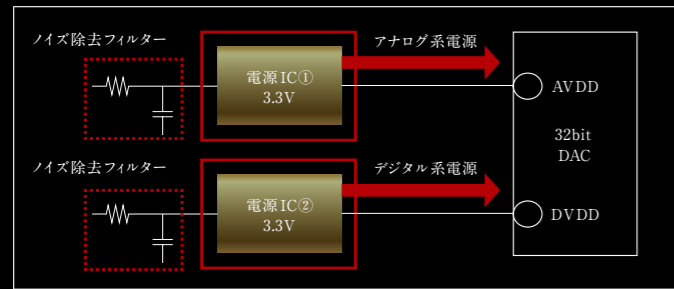 ノイズ除去フィルター
電源IC①
3.3V
アナログ系電源
AVDD
32bit
DAC
ノイズ除去フィルター
電源IC②
3.3V
デジタル系電源
DVDD